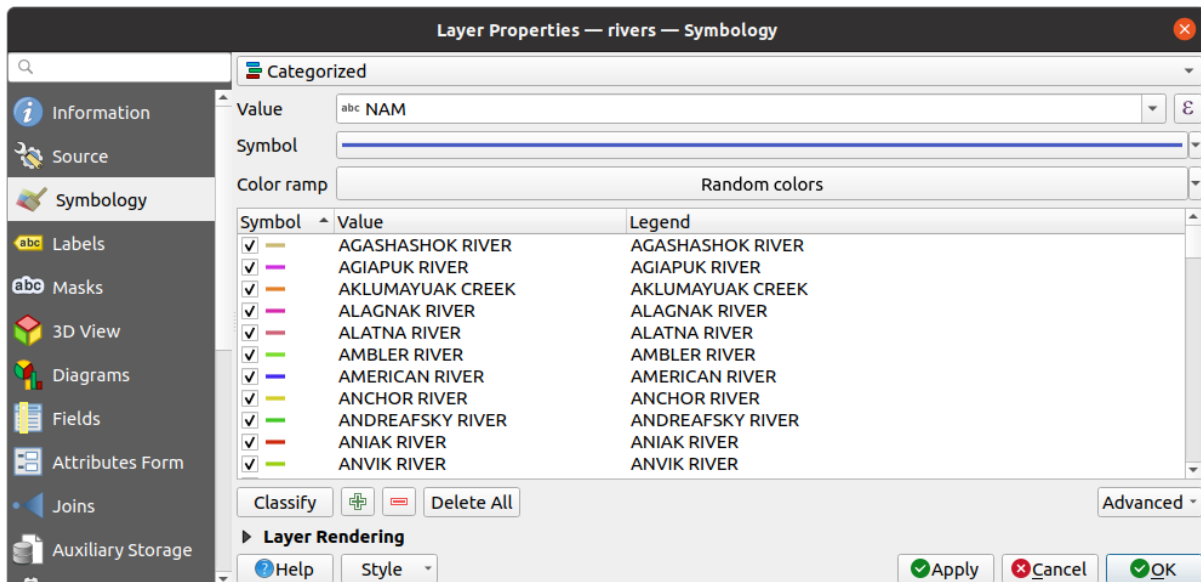 Layer Properties — rivers — Symbology
Categorized
Information
Source
Symbology
Labels
Masks
3D View
Diagrams
Fields
Attributes Form
Joins
Auxiliary Storage
Value abc NAM ε
Symbol
Color ramp Random colors
Symbol Value Legend
AGASHASHOK RIVER AGASHASHOK RIVER
AGIAPUK RIVER AGIAPUK RIVER
AKLUMAYUAK CREEK AKLUMAYUAK CREEK
ALAGNAK RIVER ALAGNAK RIVER
ALATNA RIVER ALATNA RIVER
AMBLER RIVER AMBLER RIVER
AMERICAN RIVER AMERICAN RIVER
ANCHOR RIVER ANCHOR RIVER
ANDREAFSKY RIVER ANDREAFSKY RIVER
ANIAK RIVER ANIAK RIVER
ANVIK RIVER ANVIK RIVER
Classify Delete All Advanced
Layer Rendering
Help Style Apply Cancel OK